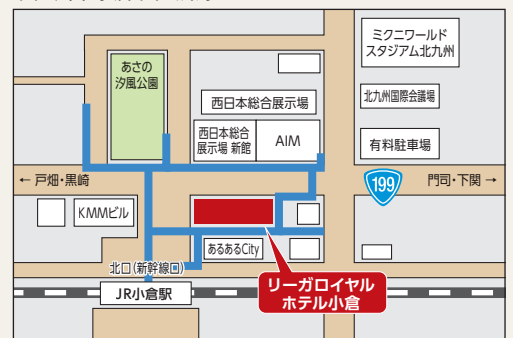 ミクニワールド
スタジアム北九州
あさの
汐風公園
西日本総合展示場
北九州国際会議場
西日本総合
展示場 新館
AIM
有料駐車場
← 戸畑・黒崎
199
門司・下関 →
KMMビル
あるあるCity
北口(新幹線口)
JR小倉駅
リーガロイヤル
ホテル小倉